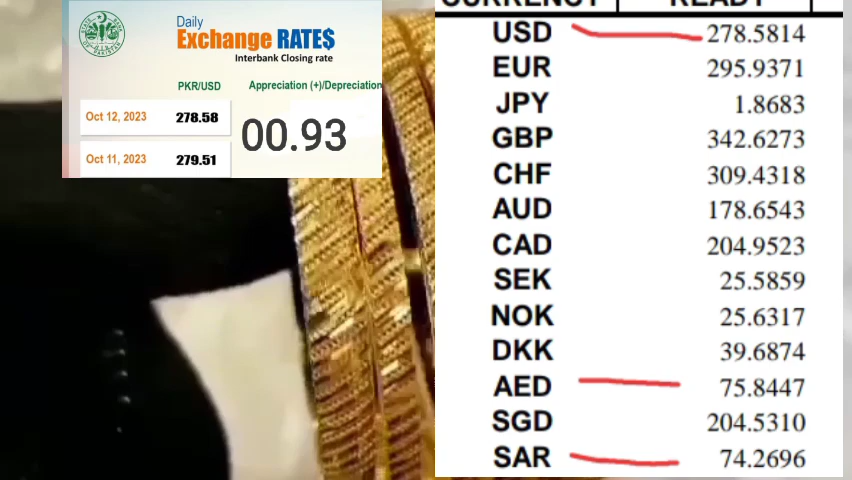 Daily
Exchange RATE$
Interbank Closing rate
PKR/USD Appreciation (+)/Depreciation
Oct 12, 2023 278.58
00.93
Oct 11, 2023 279.51
CURRENCY READY
USD 278.5814
EUR 295.9371
JPY 1.8683
GBP 342.6273
CHF 309.4318
AUD 178.6543
CAD 204.9523
SEK 25.5859
NOK 25.6317
DKK 39.6874
AED 75.8447
SGD 204.5310
SAR 74.2696